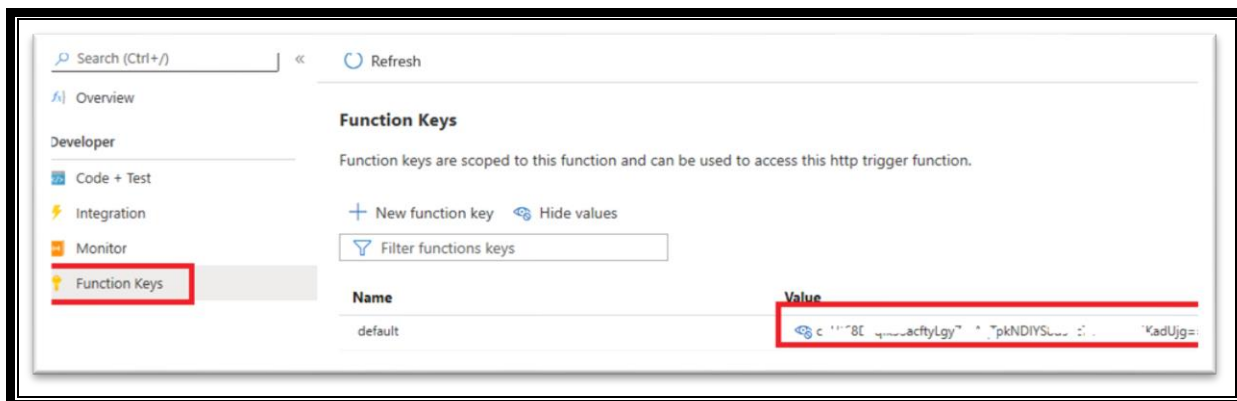 Search (Ctrl+/)
«
Refresh
Overview
Function Keys
Developer
Function keys are scoped to this function and can be used to access this http trigger function.
Code + Test
Integration
New function key
Hide values
Monitor
Filter functions keys
Function Keys
Name
Value
default